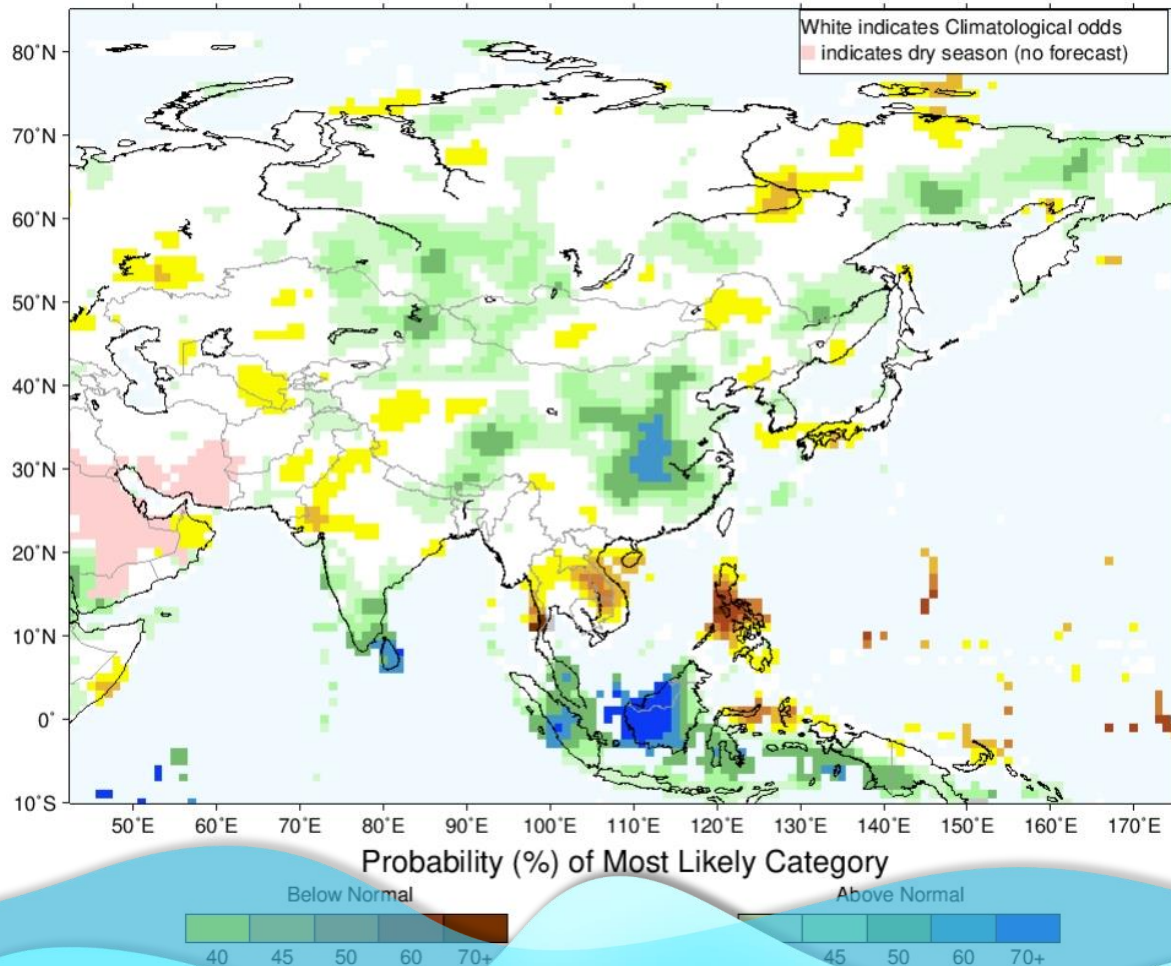 White indicates Climatological odds
indicates dry season (no forecast)
80˚N
70˚N
60˚N
50˚N
40˚N
30˚N
20˚N
10˚N
0˚
10˚S
50˚E 60˚E 70˚E 80˚E 90˚E 100˚E 110˚E 120˚E 130˚E 140˚E 150˚E 160˚E 170˚E
Probability (%) of Most Likely Category
Below Normal Above Normal
40 45 50 60 70+ 45 50 60 70+